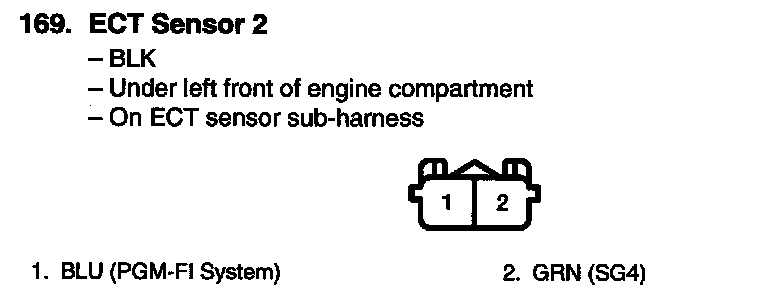 169. ECT Sensor 2
– BLK
– Under left front of engine compartment
– On ECT sensor sub-harness
1 2
1. BLU (PGM-FI System) 2. GRN (SG4)